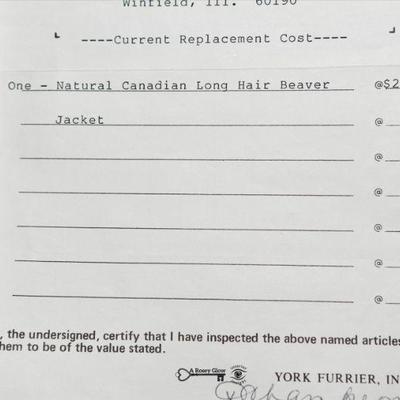 Winfield, Ill. 60190
----Current Replacement Cost----
One - Natural Canadian Long Hair Beaver @$2
Jacket @
@
@
@
@
@
, the undersigned, certify that I have inspected the above named articles
hem to be of the value stated.
A Rosey Glow YORK FURRIER, IN